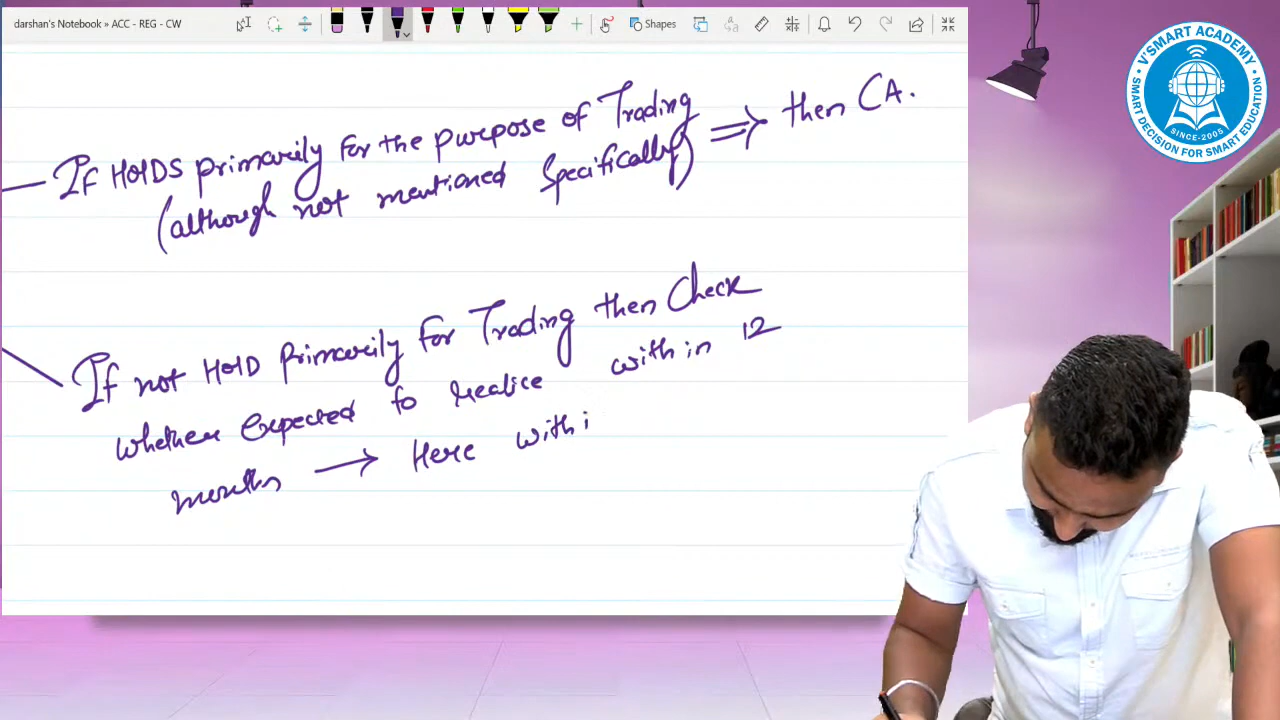 darshan's Notebook » ACC - REG - CW
Shapes
V'SMART ACADEMY
SINCE-2005
SMART DECISION FOR SMART EDUCATION
If HOLDS primarily for the purpose of Trading
(although not mentioned Specifically) ⇒ then CA.
If not HOLD Primarily for Trading then Check
whether Expected to realise within 12
months → Here withi